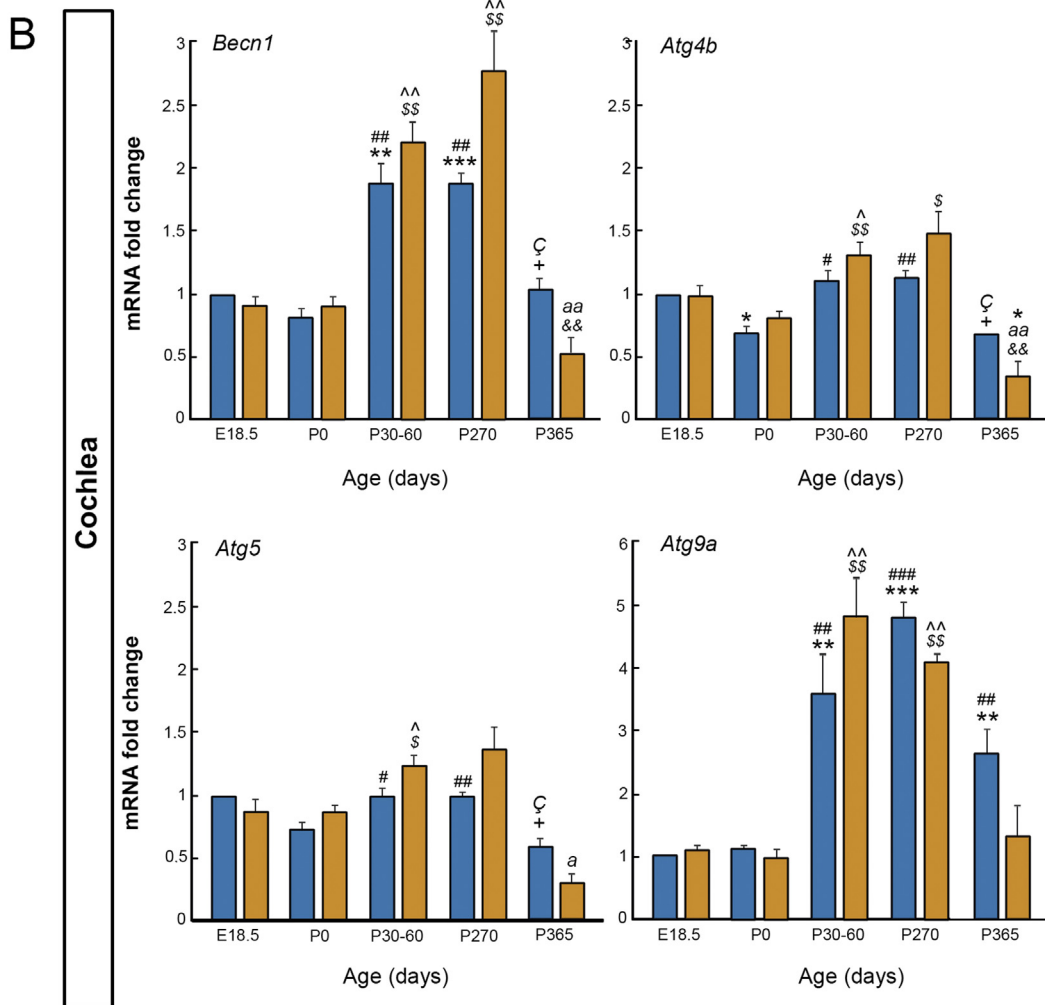 B
Cochlea
Becn1
mRNA fold change
3
2.5
2
1.5
1
0.5
0
##
**
^^
$$
##
***
^^
$$
Ç
+
aa
&&
E18.5 P0 P30-60 P270 P365
Age (days)
Atg4b
3
2.5
2
1.5
1
0.5
0
*
#
^
$$
##
$
Ç
+
*
aa
&&
E18.5 P0 P30-60 P270 P365
Age (days)
Atg5
mRNA fold change
3
2.5
2
1.5
1
0.5
0
#
^
$
##
Ç
+
a
E18.5 P0 P30-60 P270 P365
Age (days)
Atg9a
6
5
4
3
2
1
0
##
**
^^
$$
###
***
^^
$$
##
**
E18.5 P0 P30-60 P270 P365
Age (days)